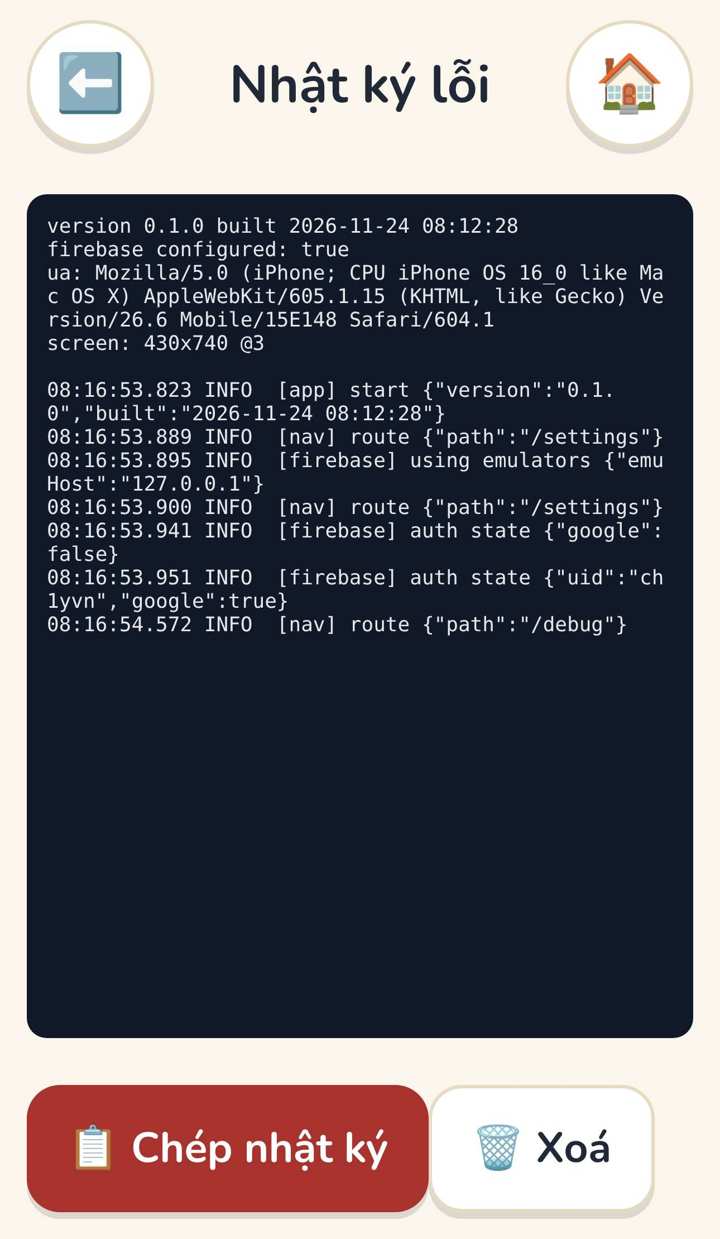 Nhật ký lỗi
version 0.1.0 built 2026-11-24 08:12:28
firebase configured: true
ua: Mozilla/5.0 (iPhone; CPU iPhone OS 16_0 like Ma
c OS X) AppleWebKit/605.1.15 (KHTML, like Gecko) Ve
rsion/26.6 Mobile/15E148 Safari/604.1
screen: 430x740 @3
08:16:53.823 INFO  [app] start {"version":"0.1.
0","built":"2026-11-24 08:12:28"}
08:16:53.889 INFO  [nav] route {"path":"/settings"}
08:16:53.895 INFO  [firebase] using emulators {"emu
Host":"127.0.0.1"}
08:16:53.900 INFO  [nav] route {"path":"/settings"}
08:16:53.941 INFO  [firebase] auth state {"google":
false}
08:16:53.951 INFO  [firebase] auth state {"uid":"ch
1yvn","google":true}
08:16:54.572 INFO  [nav] route {"path":"/debug"}
Chép nhật ký
Xoá